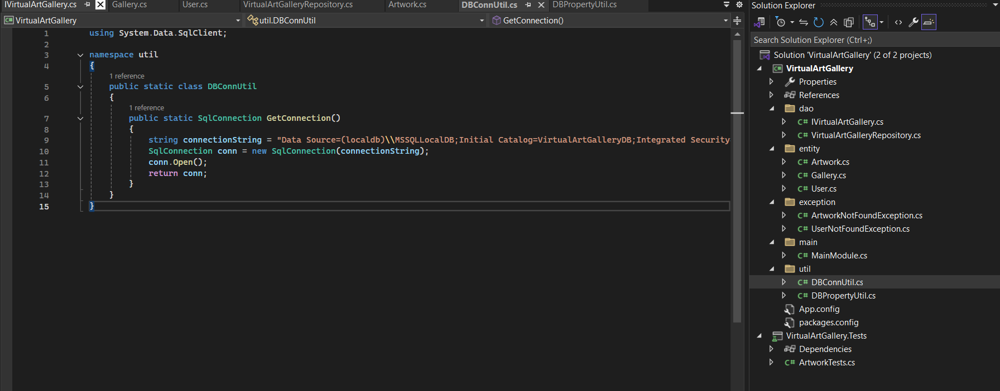 IVirtualArtGallery.cs
Gallery.cs
User.cs
VirtualArtGalleryRepository.cs
Artwork.cs
DBConnUtil.cs
DBPropertyUtil.cs
C# VirtualArtGallery
util.DBConnUtil
GetConnection()
1 using System.Data.SqlClient;
2
3 namespace util
4 {
1 reference
5 public static class DBConnUtil
6 {
1 reference
7 public static SqlConnection GetConnection()
8 {
9 string connectionString = "Data Source=(localdb)\\MSSQLLocalDB;Initial Catalog=VirtualArtGalleryDB;Integrated Security
10 SqlConnection conn = new SqlConnection(connectionString);
11 conn.Open();
12 return conn;
13 }
14 }
15 }
Solution Explorer
Search Solution Explorer (Ctrl+;)
Solution 'VirtualArtGallery' (2 of 2 projects)
C# VirtualArtGallery
Properties
References
dao
C# IVirtualArtGallery.cs
C# VirtualArtGalleryRepository.cs
entity
C# Artwork.cs
C# Gallery.cs
C# User.cs
exception
C# ArtworkNotFoundException.cs
C# UserNotFoundException.cs
main
C# MainModule.cs
util
C# DBConnUtil.cs
C# DBPropertyUtil.cs
App.config
packages.config
VirtualArtGallery.Tests
Dependencies
C# ArtworkTests.cs